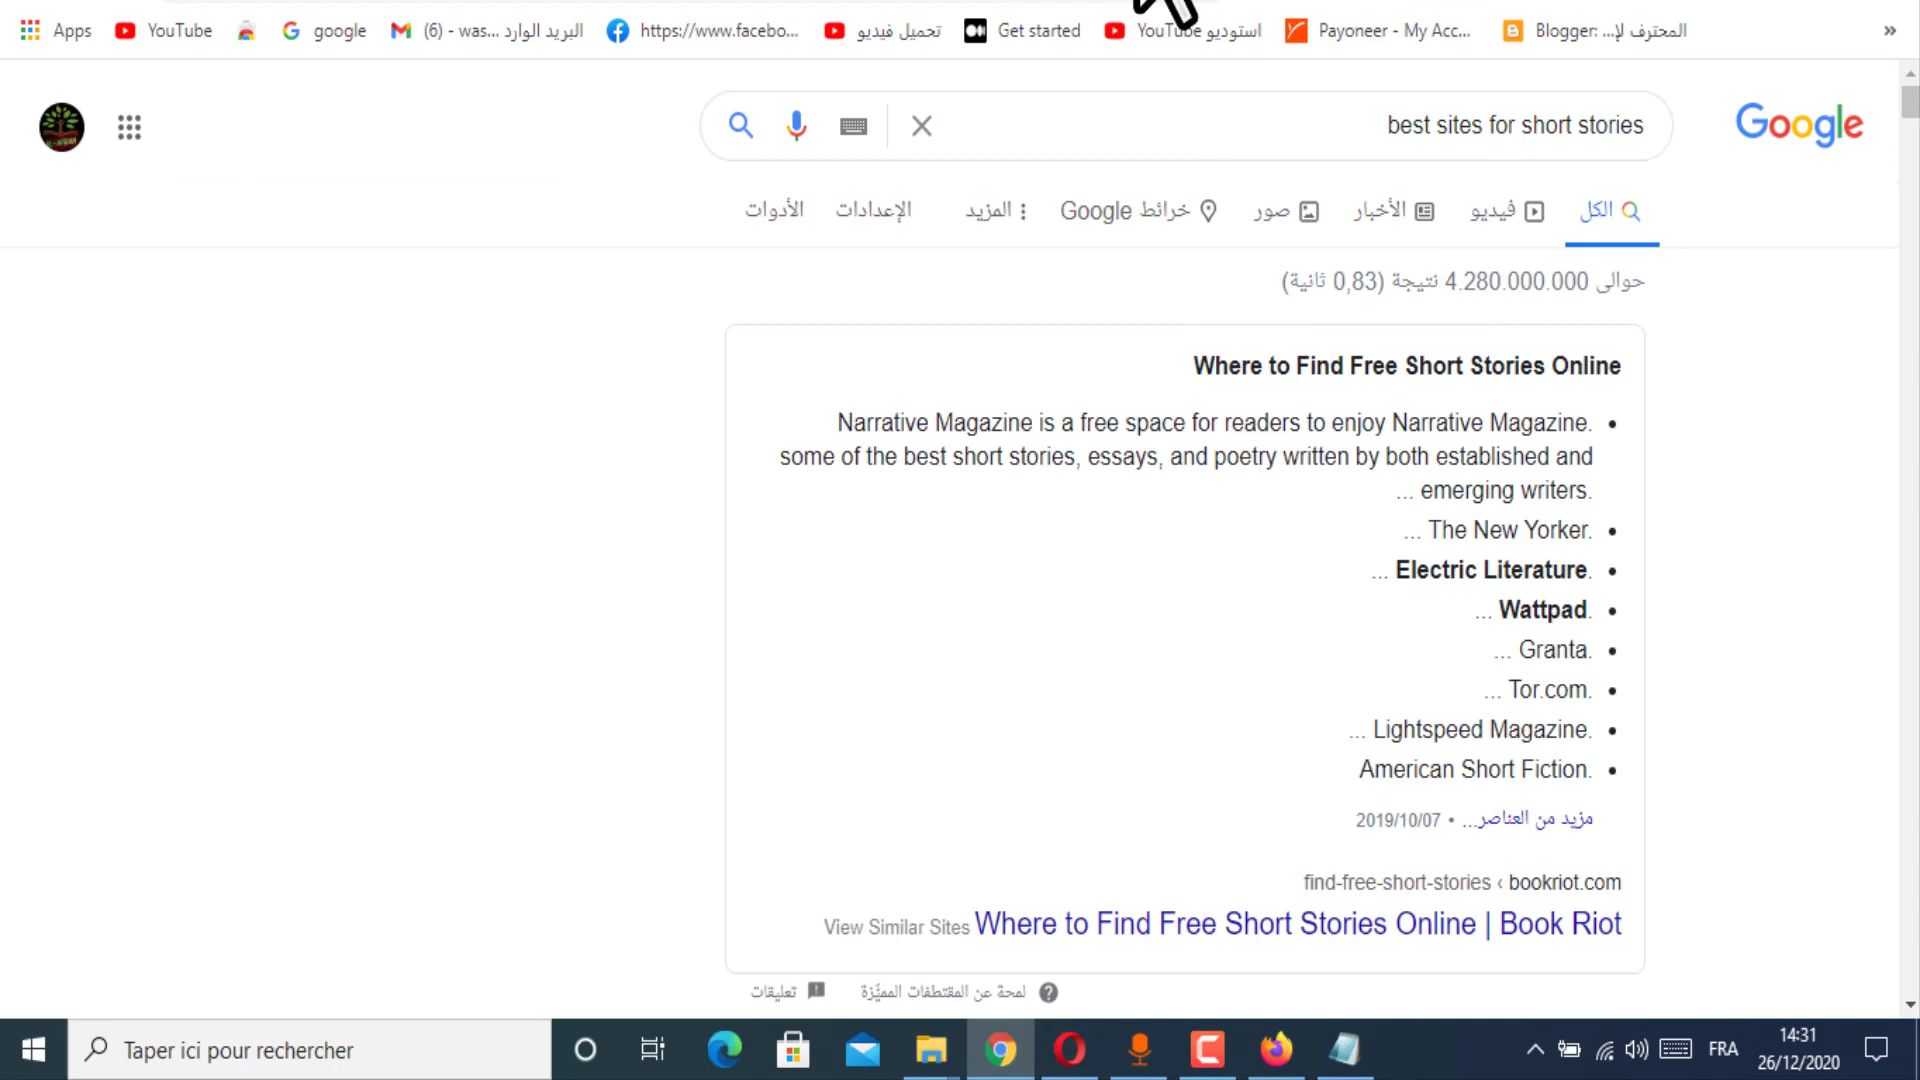 Apps YouTube google (6) - was... البريد الوارد https://www.facebo... تحميل فيديو Get started YouTube استوديو Payoneer - My Acc... Blogger: ...المحترف لإ »
best sites for short stories
Google
الكل فيديو الأخبار صور خرائط Google المزيد الإعدادات الأدوات
حوالى 4.280.000.000 نتيجة (0,83 ثانية)
Where to Find Free Short Stories Online
Narrative Magazine is a free space for readers to enjoy Narrative Magazine.
some of the best short stories, essays, and poetry written by both established and
... emerging writers.
... The New Yorker.
... Electric Literature.
... Wattpad.
... Granta.
... Tor.com.
... Lightspeed Magazine.
American Short Fiction.
مزيد من العناصر... • 2019/10/07
find-free-short-stories ‹ bookriot.com
View Similar Sites Where to Find Free Short Stories Online | Book Riot
لمحة عن المقتطفات المميَّزة تعليقات
Taper ici pour rechercher
FRA
14:31
26/12/2020